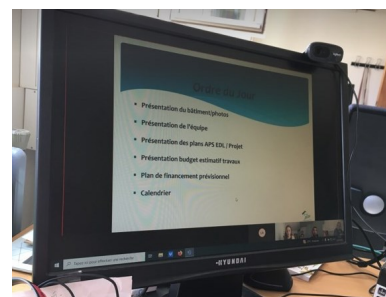 Ordre du Jour
• Présentation du bâtiment/photos
• Présentation de l'équipe
• Présentation des plans APS EDL / Projet
• Présentation budget estimatif travaux
• Plan de financement prévisionnel
• Calendrier
HYUNDAI